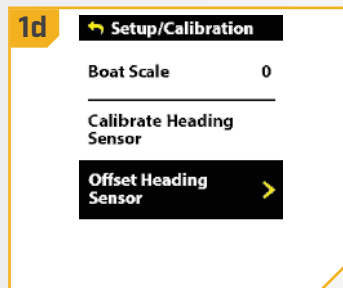 1d
Setup/Calibration
Boat Scale 0
Calibrate Heading
Sensor
Offset Heading
Sensor